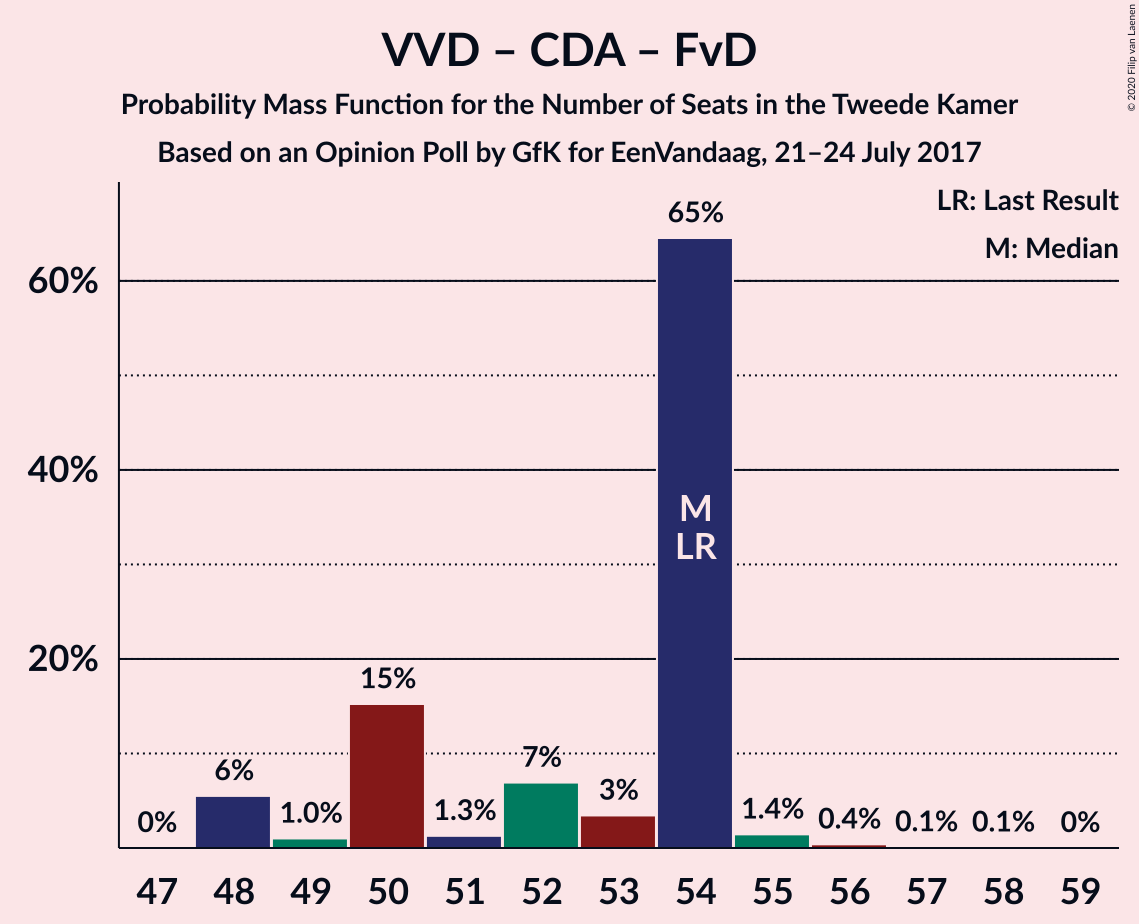 VVD – CDA – FvD
Probability Mass Function for the Number of Seats in the Tweede Kamer
Based on an Opinion Poll by GfK for EenVandaag, 21–24 July 2017
© 2020 Filip van Laenen
LR: Last Result
M: Median
60%
40%
20%
0%
6%
1.0%
15%
1.3%
7%
3%
65%
1.4%
0.4%
0.1%
0.1%
0%
M
LR
47 48 49 50 51 52 53 54 55 56 57 58 59